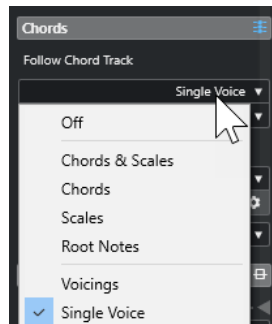 Chords
Follow Chord Track
Single Voice
Off
Chords & Scales
Chords
Scales
Root Notes
Voicings
Single Voice